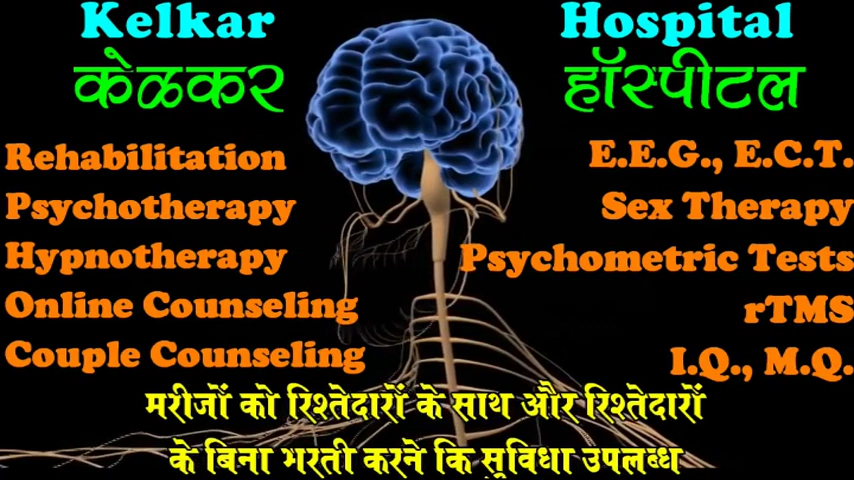 Kelkar Hospital
केळकर हॉस्पीटल
Rehabilitation
Psychotherapy
Hypnotherapy
Online Counseling
Couple Counseling
E.E.G., E.C.T.
Sex Therapy
Psychometric Tests
rTMS
I.Q., M.Q.
मरीजों को रिश्तेदारों के साथ और रिश्तेदारों
के बिना भरती करने कि सुविधा उपलब्ध